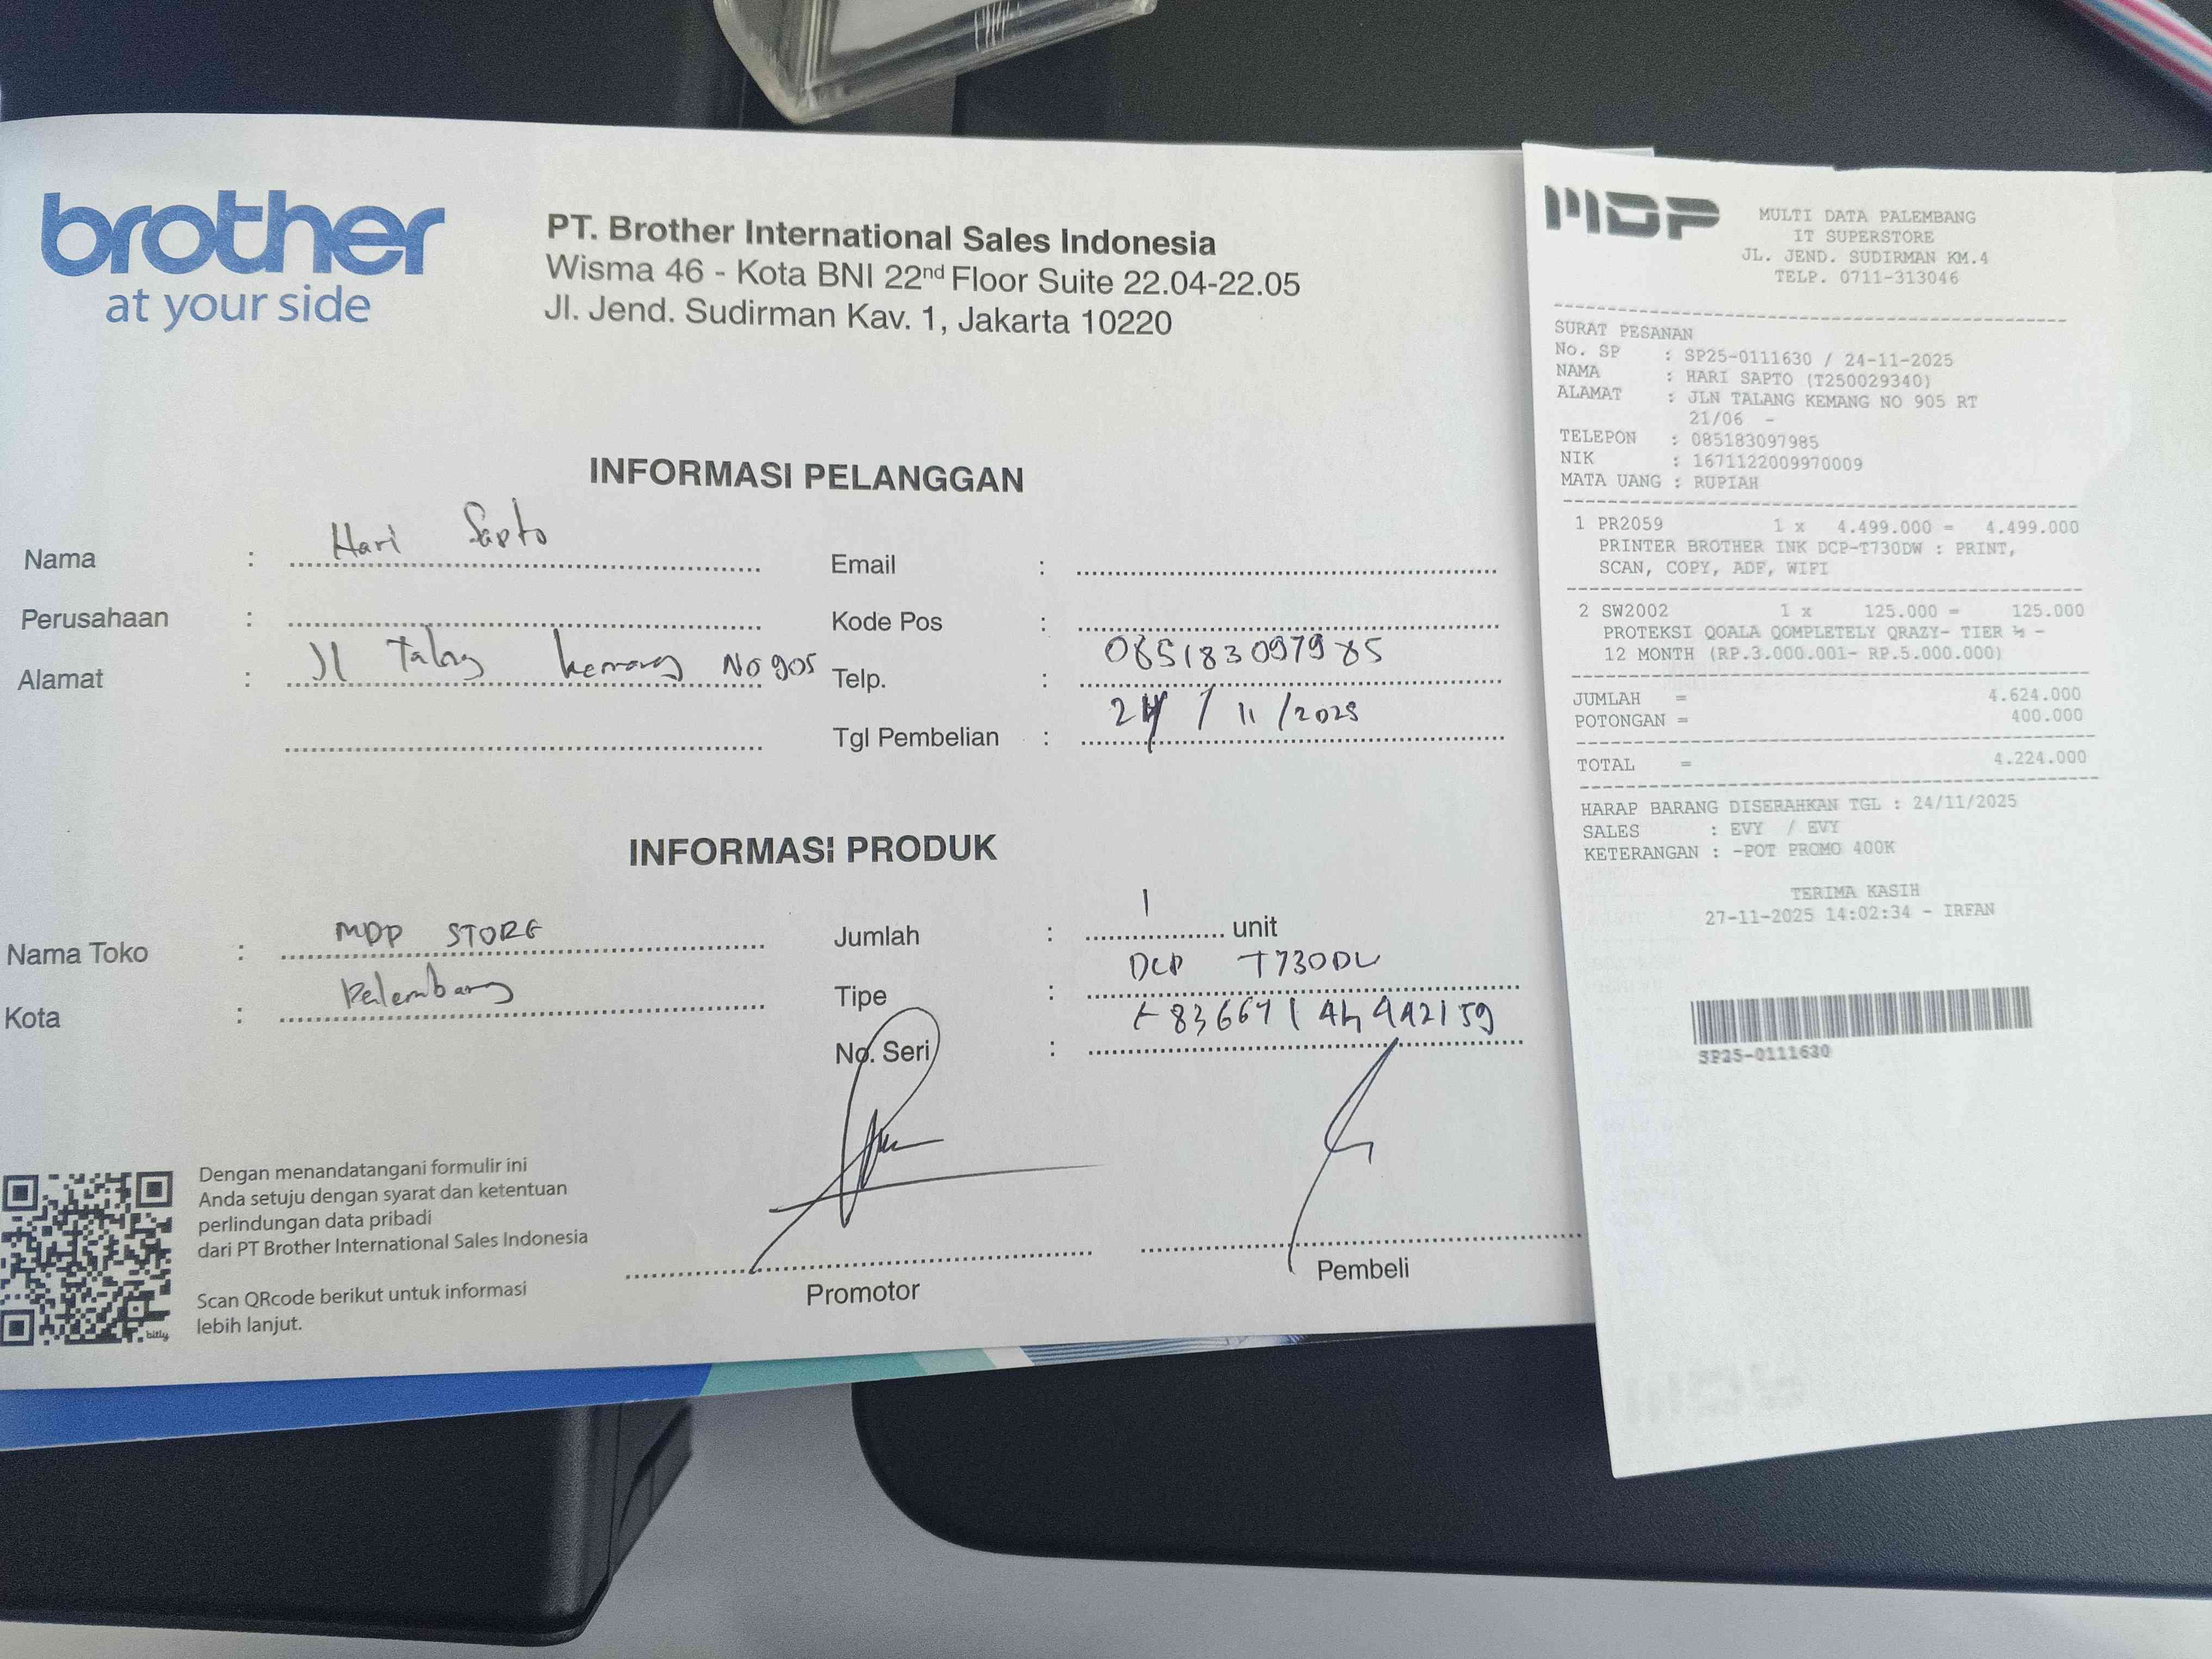 brother
at your side
PT. Brother International Sales Indonesia
Wisma 46 - Kota BNI 22nd Floor Suite 22.04-22.05
Jl. Jend. Sudirman Kav. 1, Jakarta 10220
INFORMASI PELANGGAN
Nama : Hari Sapto
Perusahaan :
Alamat : Jl Talang kemang No 905
Email :
Kode Pos :
Telp. : 085183097985
Tgl Pembelian : 24 / 11 / 2025
INFORMASI PRODUK
Nama Toko : MDP STORE
Kota : Palembang
Jumlah : 1 unit
Tipe : DCP
No. Seri :
Dengan menandatangani formulir ini
Anda setuju dengan syarat dan ketentuan
perlindungan data pribadi
dari PT Brother International Sales Indonesia
Scan QRcode berikut untuk informasi
lebih lanjut.
bitly
Promotor
Pembeli
MDP
MULTI DATA PALEMBANG
IT SUPERSTORE
JL. JEND. SUDIRMAN KM.4
TELP. 0711-313046
SURAT PESANAN
No. SP : SP25-0111630 / 24-11-2025
NAMA : HARI SAPTO (T250029340)
ALAMAT : JLN TALANG KEMANG NO 905 RT
21/06 -
TELEPON : 085183097985
NIK : 1671122009970009
MATA UANG : RUPIAH
1 PR2059 1 x 4.499.000 = 4.499.000
PRINTER BROTHER INK DCP-T730DW : PRINT,
SCAN, COPY, ADF, WIFI
2 SW2002 1 x 125.000 = 125.000
PROTEKSI QOALA QOMPLETELY QRAZY- TIER ½ -
12 MONTH (RP.3.000.001- RP.5.000.000)
JUMLAH = 4.624.000
POTONGAN = 400.000
TOTAL = 4.224.000
HARAP BARANG DISERAHKAN TGL : 24/11/2025
SALES : EVY / EVY
KETERANGAN : -POT PROMO 400K
TERIMA KASIH
27-11-2025 14:02:34 - IRFAN
SP25-0111630